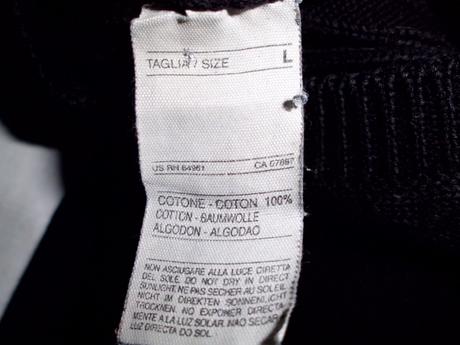 TAGLIA / SIZE L
US RN 64961 CA 07897
COTONE - COTON 100%
COTTON - BAUMWOLLE
ALGODON - ALGODAO
NON ASCIUGARE ALLA LUCE DIRETTA
DEL SOLE. DO NOT DRY IN DIRECT
SUNLIGHT. NE PAS SECHER AU SOLEIL
NICHT IM DIREKTEN SONNENLICHT
TROCKNEN. NO EXPONER DIRECTA
MENTE A LA LUZ SOLAR. NAO SECAR
LUZ DIRECTA DO SOL.